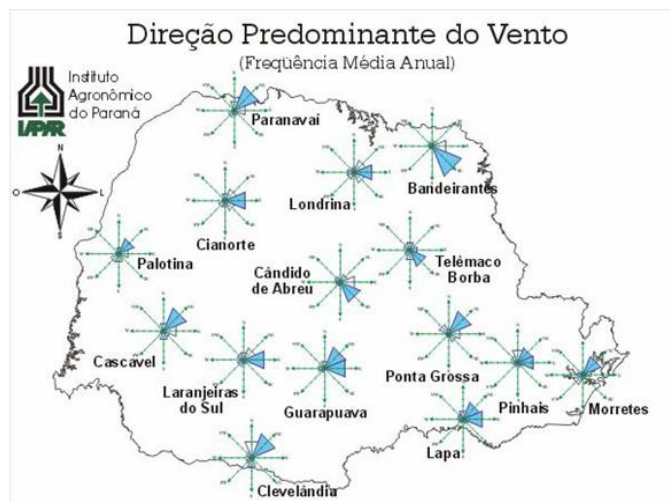 Direção Predominante do Vento
(Freqüência Média Anual)
Instituto
Agronômico
do Paraná
IAPAR
N
O
L
S
Paranavaí
Bandeirantes
Londrina
Cianorte
Palotina
Cândido
de Abreu
Telémaco
Borba
Cascavel
Laranjeiras
do Sul
Guarapuava
Ponta Grossa
Pinhais
Morretes
Lapa
Clevelândia